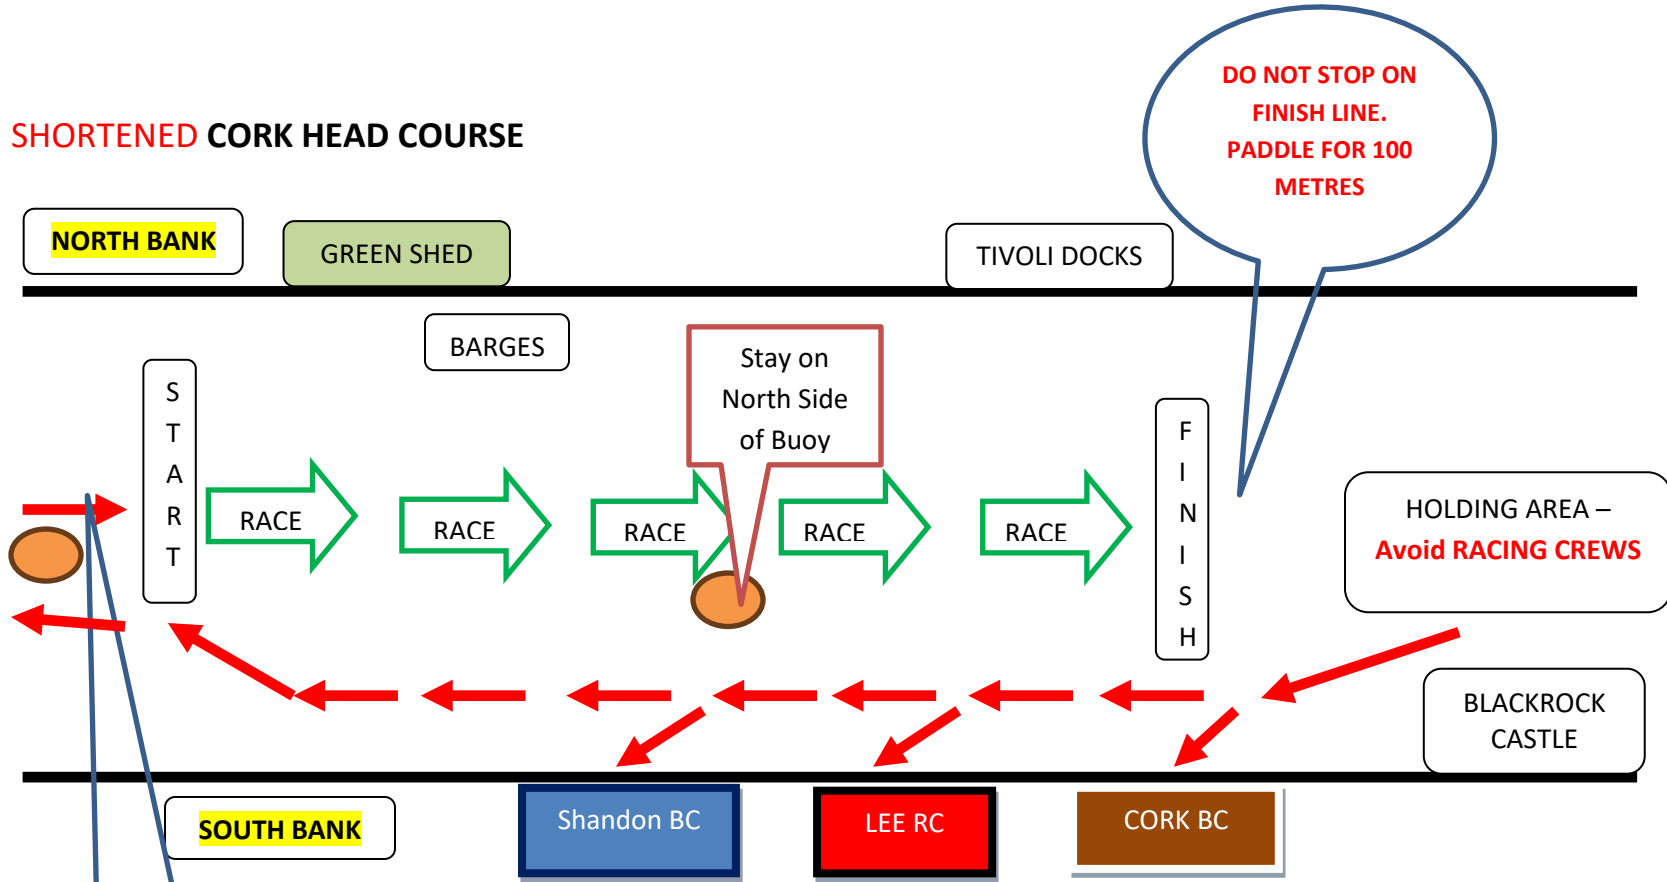 DO NOT STOP ON
FINISH LINE.
PADDLE FOR 100
METRES
SHORTENED CORK HEAD COURSE
NORTH BANK
GREEN SHED
TIVOLI DOCKS
BARGES
Stay on
North Side
of Buoy
S
T
A
R
T
RACE
RACE
RACE
RACE
RACE
F
I
N
I
S
H
HOLDING AREA –
Avoid RACING CREWS
BLACKROCK
CASTLE
SOUTH BANK
Shandon BC
LEE RC
CORK BC